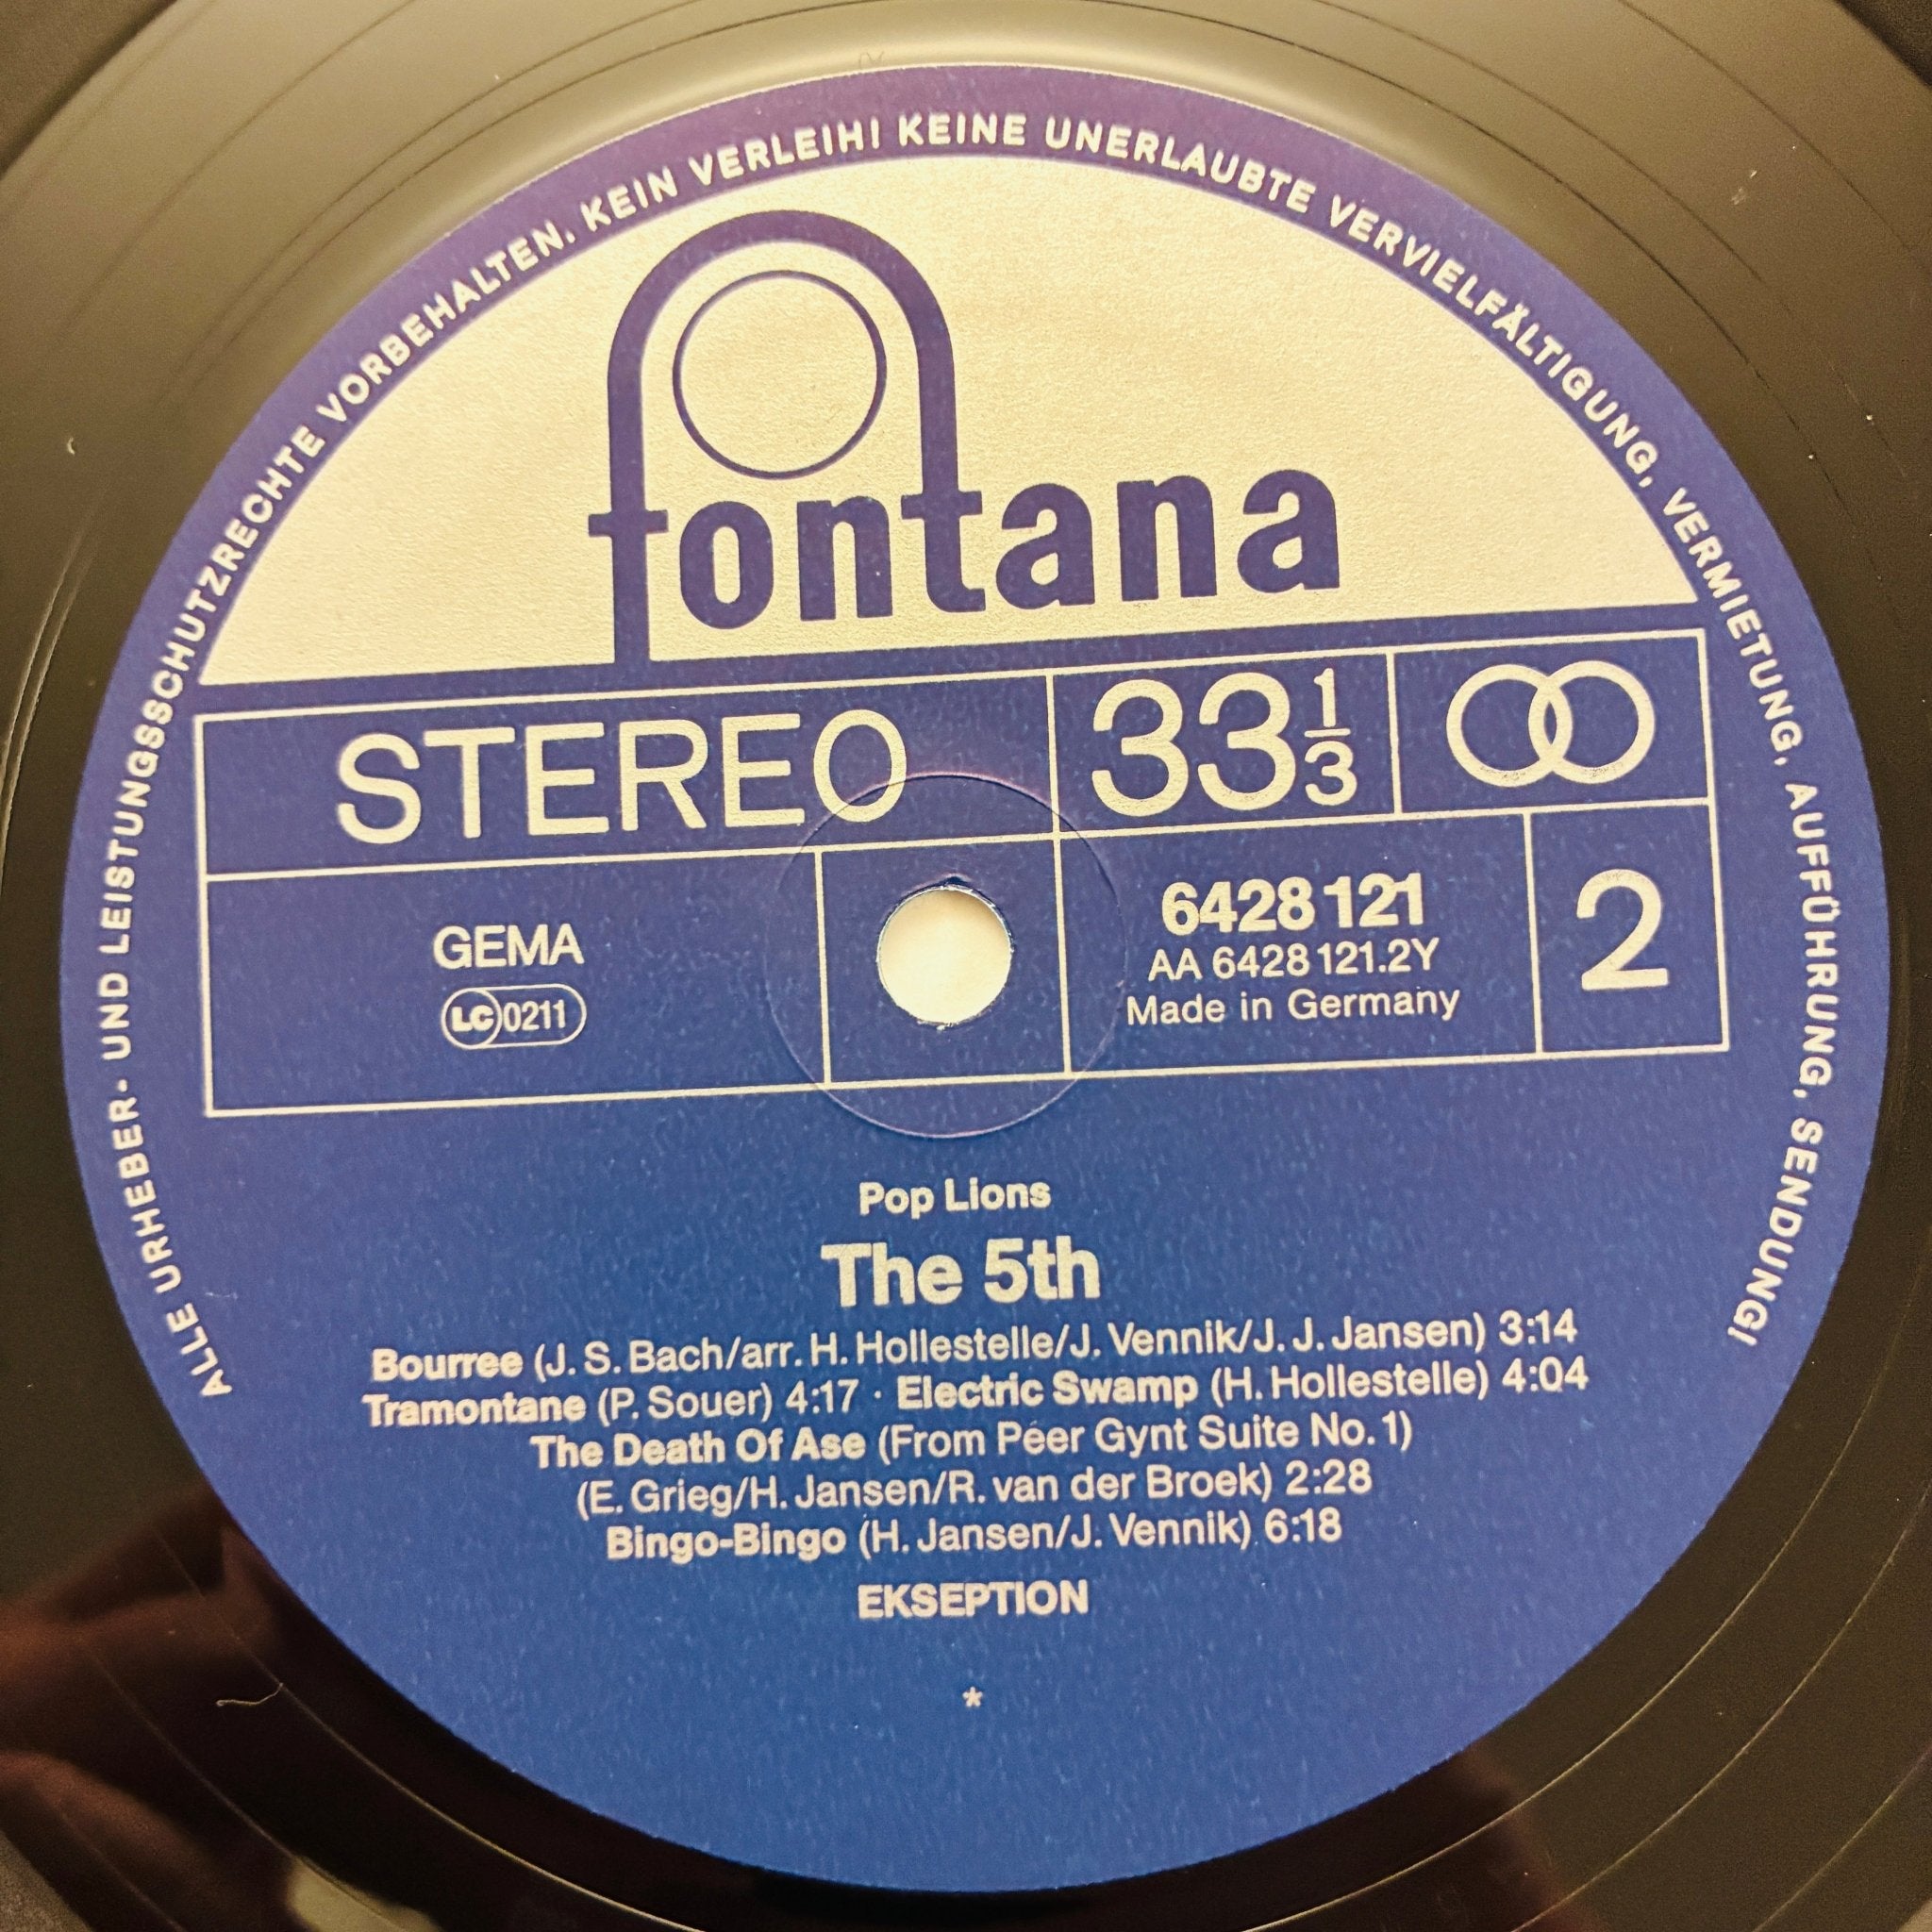 ALLE URHEBER- UND LEISTUNGSSCHUTZRECHTE VORBEHALTEN. KEIN VERLEIH! KEINE UNERLAUBTE VERVIELFÄLTIGUNG, VERMIETUNG, AUFFÜHRUNG, SENDUNG!
fontana
STEREO
33 1/3
GEMA
LC 0211
6428 121
AA 6428 121.2Y
Made in Germany
2
Pop Lions
The 5th
Bourree (J. S. Bach/arr. H. Hollestelle/J. Vennik/J. J. Jansen) 3:14
Tramontane (P. Souer) 4:17 · Electric Swamp (H. Hollestelle) 4:04
The Death Of Ase (From Peer Gynt Suite No. 1)
(E. Grieg/H. Jansen/R. van der Broek) 2:28
Bingo-Bingo (H. Jansen/J. Vennik) 6:18
EKSEPTION
*